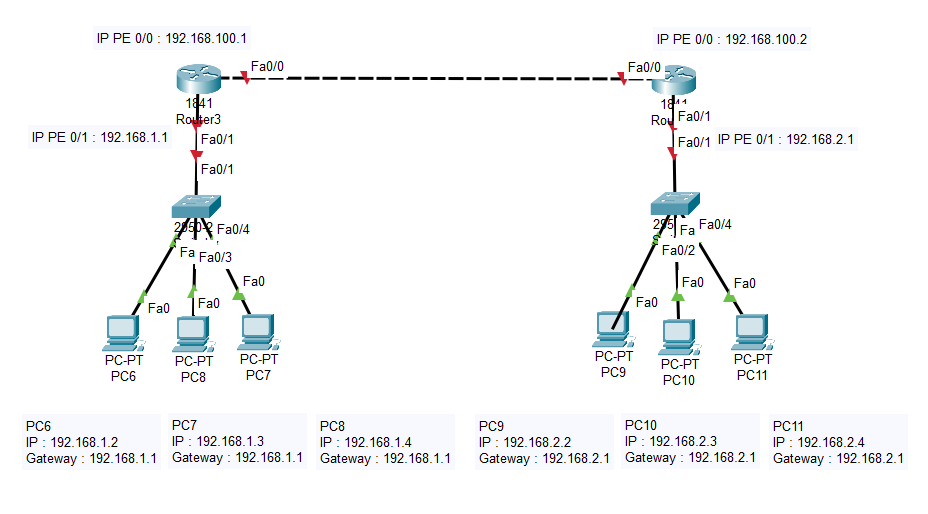 IP PE 0/0 : 192.168.100.1
IP PE 0/0 : 192.168.100.2
Fa0/0
Fa0/0
1841
Router3
Fa0/1
IP PE 0/1 : 192.168.1.1
Fa0/1
Fa0/1
Fa0/1
IP PE 0/1 : 192.168.2.1
Fa0/4
Fa0/3
Fa0/4
Fa0/2
Fa0
Fa0
Fa0
Fa0
Fa0
Fa0
PC-PT
PC6
PC-PT
PC8
PC-PT
PC7
PC-PT
PC9
PC-PT
PC10
PC-PT
PC11
PC6
IP : 192.168.1.2
Gateway : 192.168.1.1
PC7
IP : 192.168.1.3
Gateway : 192.168.1.1
PC8
IP : 192.168.1.4
Gateway : 192.168.1.1
PC9
IP : 192.168.2.2
Gateway : 192.168.2.1
PC10
IP : 192.168.2.3
Gateway : 192.168.2.1
PC11
IP : 192.168.2.4
Gateway : 192.168.2.1